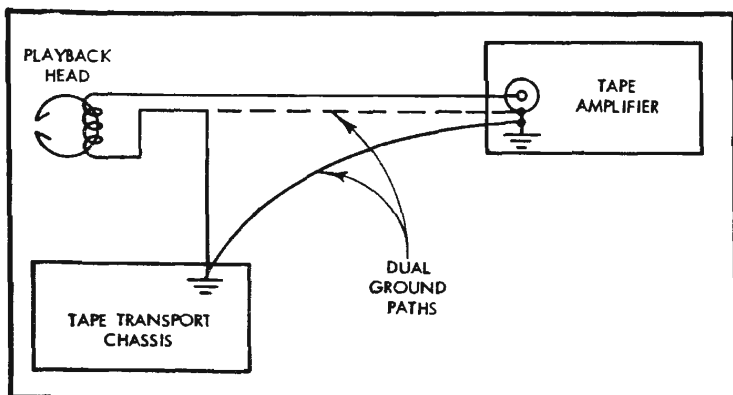 PLAYBACK
HEAD
TAPE
AMPLIFIER
DUAL
GROUND
PATHS
TAPE TRANSPORT
CHASSIS